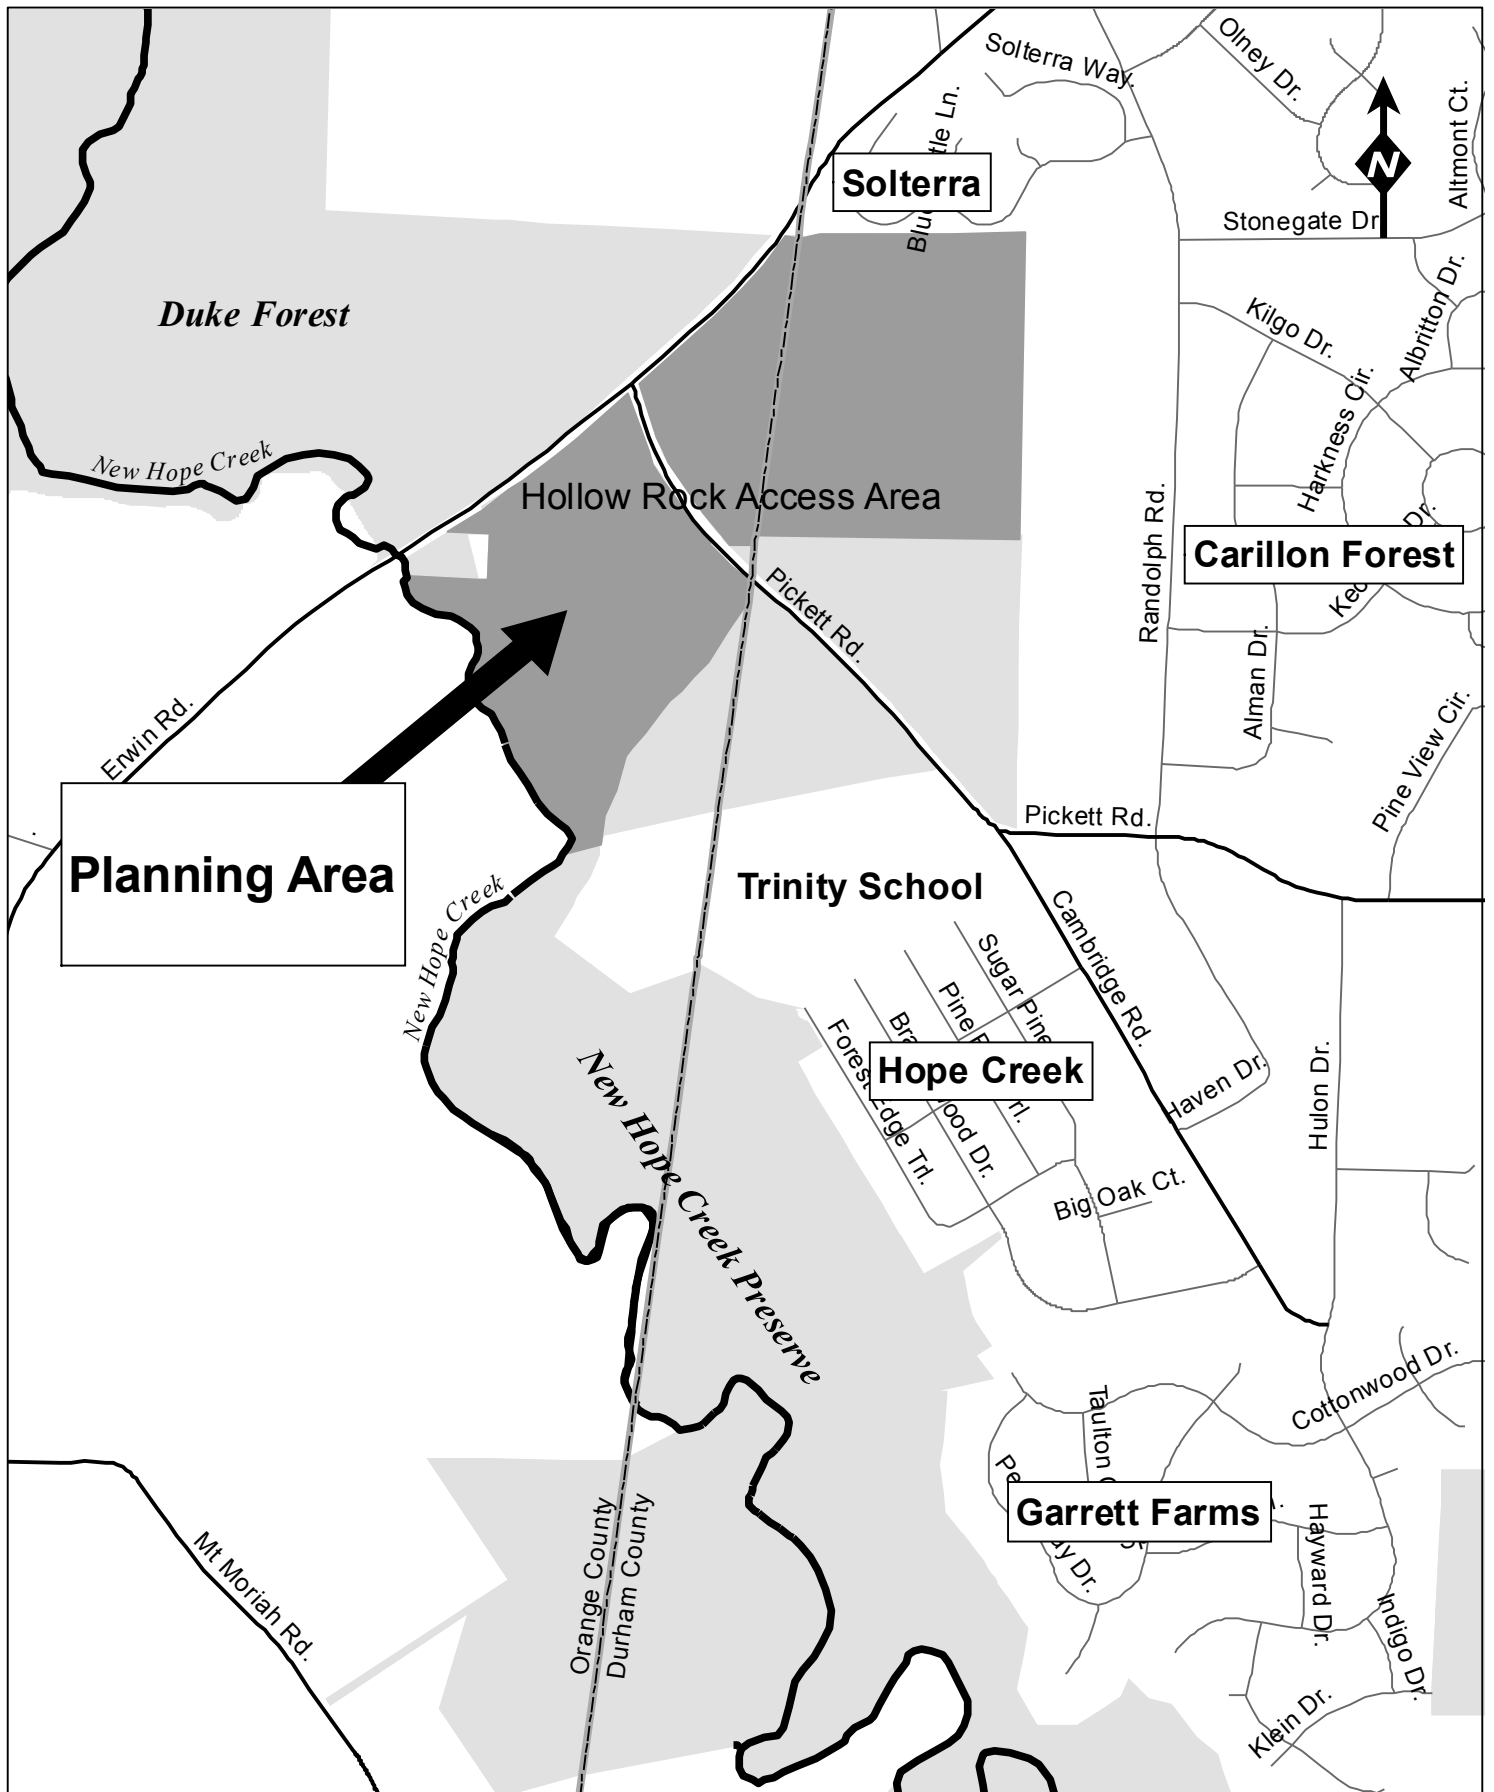 Solterra Way.
Olney Dr.
Altmont Ct.
N
Solterra
Stonegate Dr
Duke Forest
Kilgo Dr.
Albritton Dr.
Harkness Cir.
New Hope Creek
Hollow Rock Access Area
Randolph Rd.
Dr.
Carillon Forest
Pickett Rd.
Alman Dr.
Erwin Rd.
Pine View Cir.
Planning Area
Pickett Rd.
Trinity School
New Hope Creek
Cambridge Rd.
Sugar Pine
Pine
Forest Edge Trl.
Hope Creek
Haven Dr.
Hulon Dr.
New Hope Creek Preserve
Big Oak Ct.
Cottonwood Dr.
Taulton
Garrett Farms
Hayward Dr.
Indigo Dr.
Orange County
Durham County
Mt Moriah Rd.
Klein Dr.